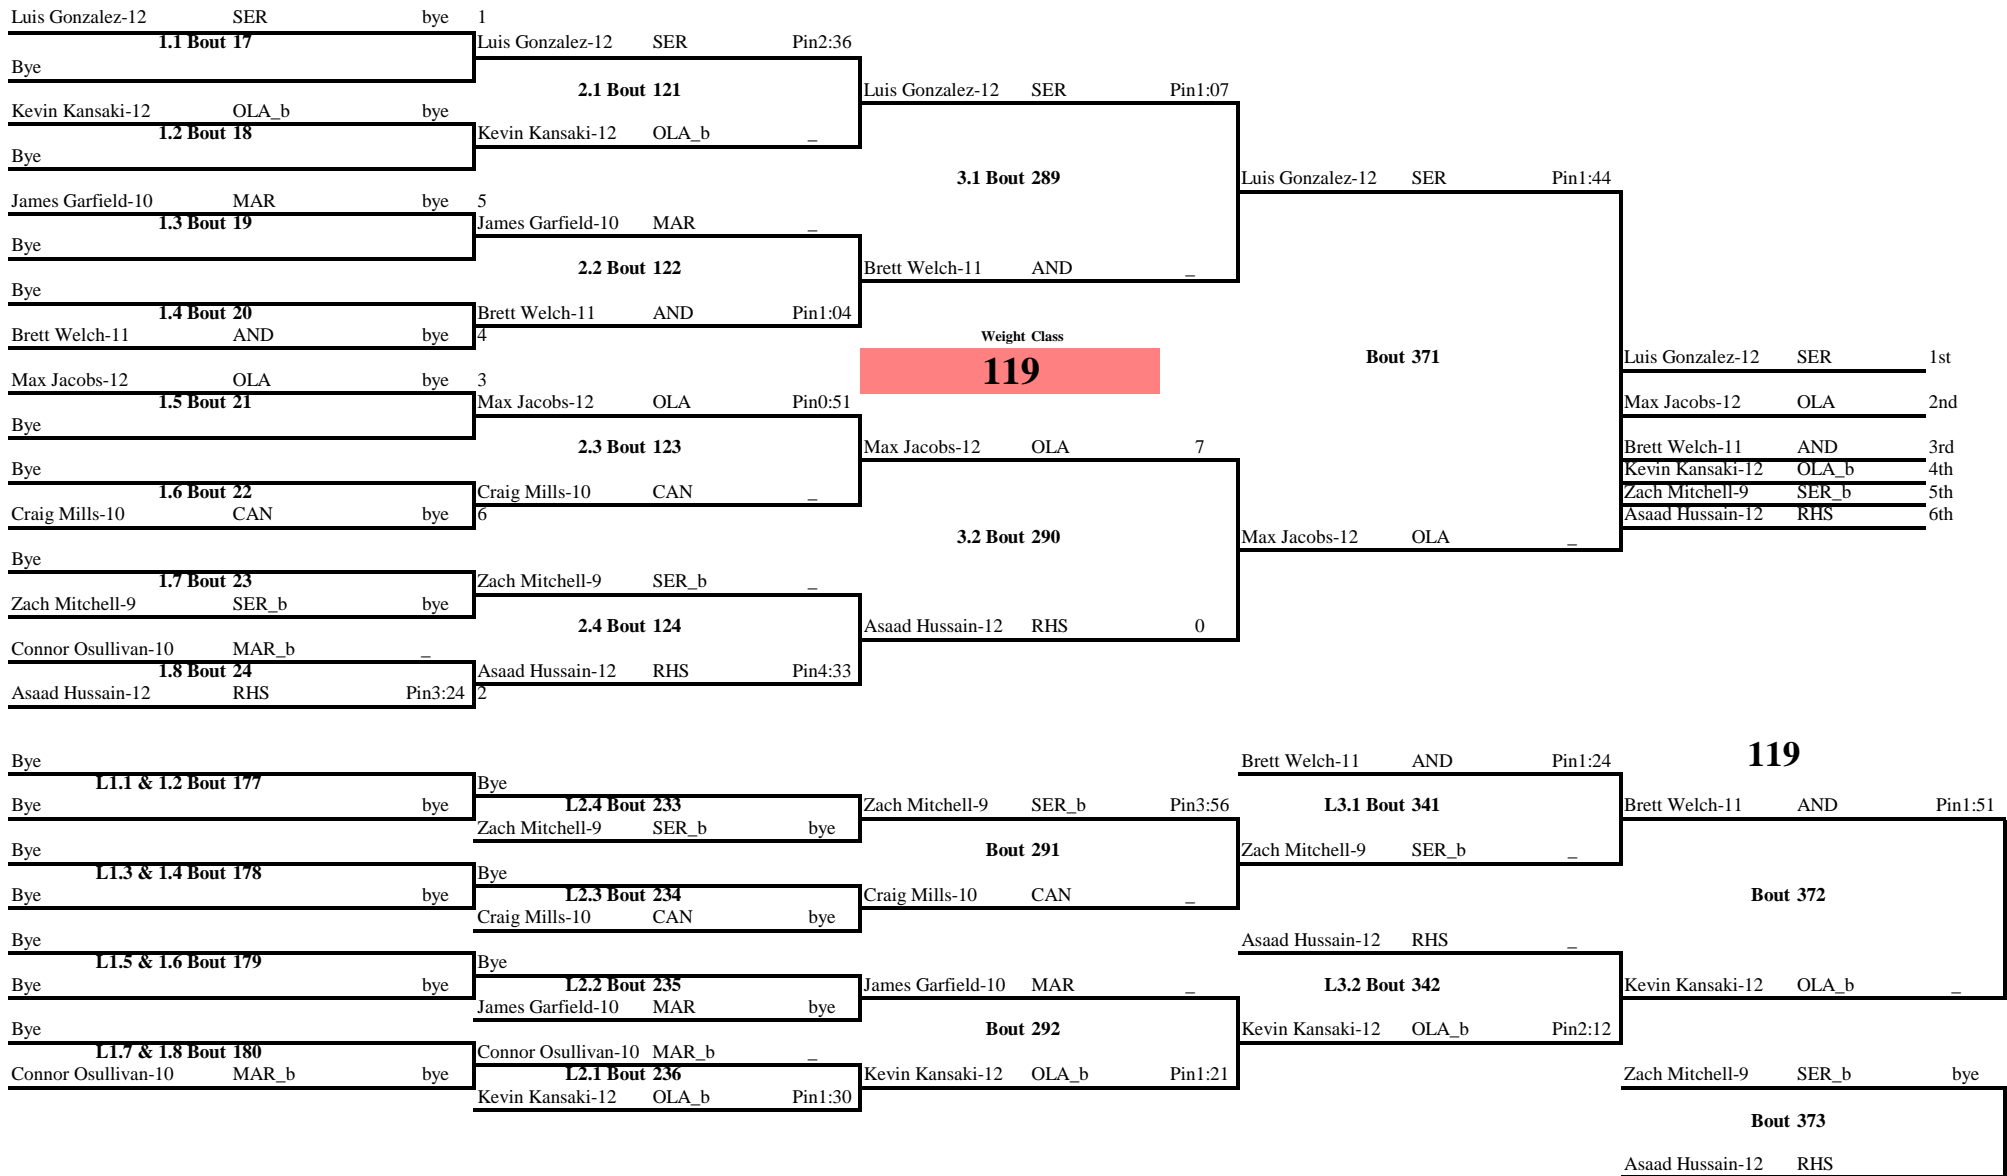 Luis Gonzalez-12 SER bye 1
1.1 Bout 17
Bye
Kevin Kansaki-12 OLA_b bye
1.2 Bout 18
Bye
James Garfield-10 MAR bye 5
1.3 Bout 19
Bye
Bye
1.4 Bout 20
Brett Welch-11 AND bye 4
Max Jacobs-12 OLA bye 3
1.5 Bout 21
Bye
Bye
1.6 Bout 22
Craig Mills-10 CAN bye 6
Bye
1.7 Bout 23
Zach Mitchell-9 SER_b bye
Connor Osullivan-10 MAR_b _
1.8 Bout 24
Asaad Hussain-12 RHS Pin3:24 2
Luis Gonzalez-12 SER Pin2:36
2.1 Bout 121
Kevin Kansaki-12 OLA_b _
James Garfield-10 MAR _
2.2 Bout 122
Brett Welch-11 AND Pin1:04
Max Jacobs-12 OLA Pin0:51
2.3 Bout 123
Craig Mills-10 CAN _
Zach Mitchell-9 SER_b _
2.4 Bout 124
Asaad Hussain-12 RHS Pin4:33
Luis Gonzalez-12 SER Pin1:07
3.1 Bout 289
Brett Welch-11 AND _
Weight Class
119
Max Jacobs-12 OLA 7
3.2 Bout 290
Asaad Hussain-12 RHS 0
Luis Gonzalez-12 SER Pin1:44
Bout 371
Max Jacobs-12 OLA _
Luis Gonzalez-12 SER 1st
Max Jacobs-12 OLA 2nd
Brett Welch-11 AND 3rd
Kevin Kansaki-12 OLA_b 4th
Zach Mitchell-9 SER_b 5th
Asaad Hussain-12 RHS 6th
Bye
L1.1 & 1.2 Bout 177
Bye bye
Bye
L1.3 & 1.4 Bout 178
Bye bye
Bye
L1.5 & 1.6 Bout 179
Bye bye
Bye
L1.7 & 1.8 Bout 180
Connor Osullivan-10 MAR_b bye
Bye
L2.4 Bout 233
Zach Mitchell-9 SER_b bye
Bye
L2.3 Bout 234
Craig Mills-10 CAN bye
Bye
L2.2 Bout 235
James Garfield-10 MAR bye
Connor Osullivan-10 MAR_b _
L2.1 Bout 236
Kevin Kansaki-12 OLA_b Pin1:30
Zach Mitchell-9 SER_b Pin3:56
Bout 291
Craig Mills-10 CAN _
James Garfield-10 MAR _
Bout 292
Kevin Kansaki-12 OLA_b Pin1:21
Brett Welch-11 AND Pin1:24
L3.1 Bout 341
Zach Mitchell-9 SER_b _
Asaad Hussain-12 RHS _
L3.2 Bout 342
Kevin Kansaki-12 OLA_b Pin2:12
119
Brett Welch-11 AND Pin1:51
Bout 372
Kevin Kansaki-12 OLA_b _
Zach Mitchell-9 SER_b bye
Bout 373
Asaad Hussain-12 RHS